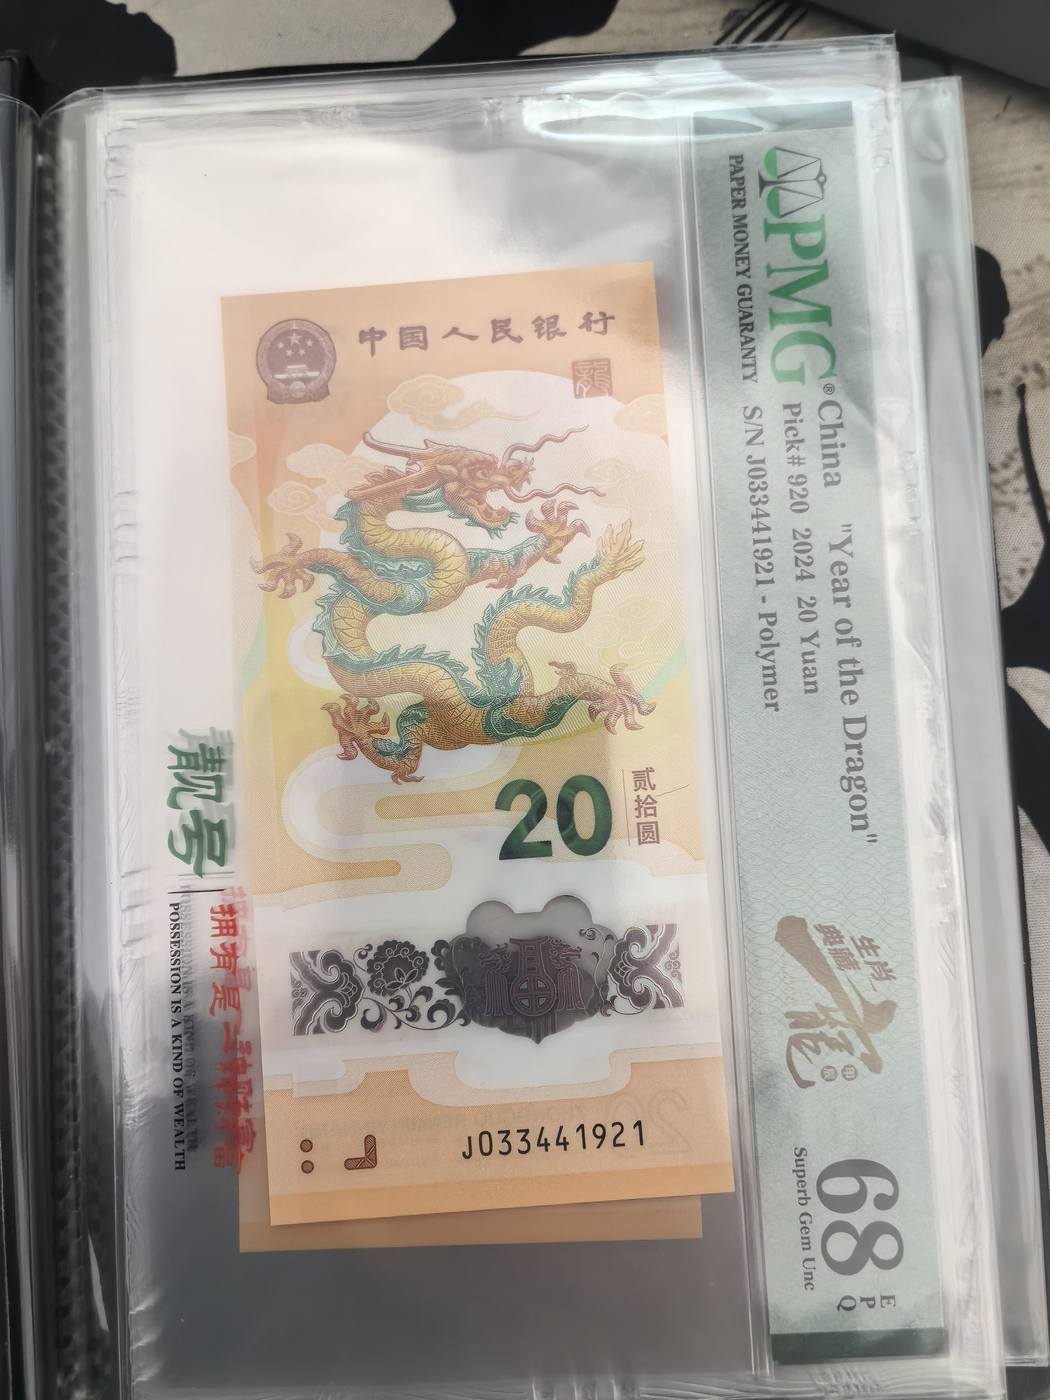 中国人民银行
龍
20
贰拾圆
J033441921
PMG®
PAPER MONEY GUARANTY
China "Year of the Dragon"
Pick# 920 2024 20 Yuan
S/N J033441921 - Polymer
生肖
典藏
龍
68
EPQ
Superb Gem Unc
靓号
拥有是一种财富
POSSESSION IS A KIND OF WEALTH